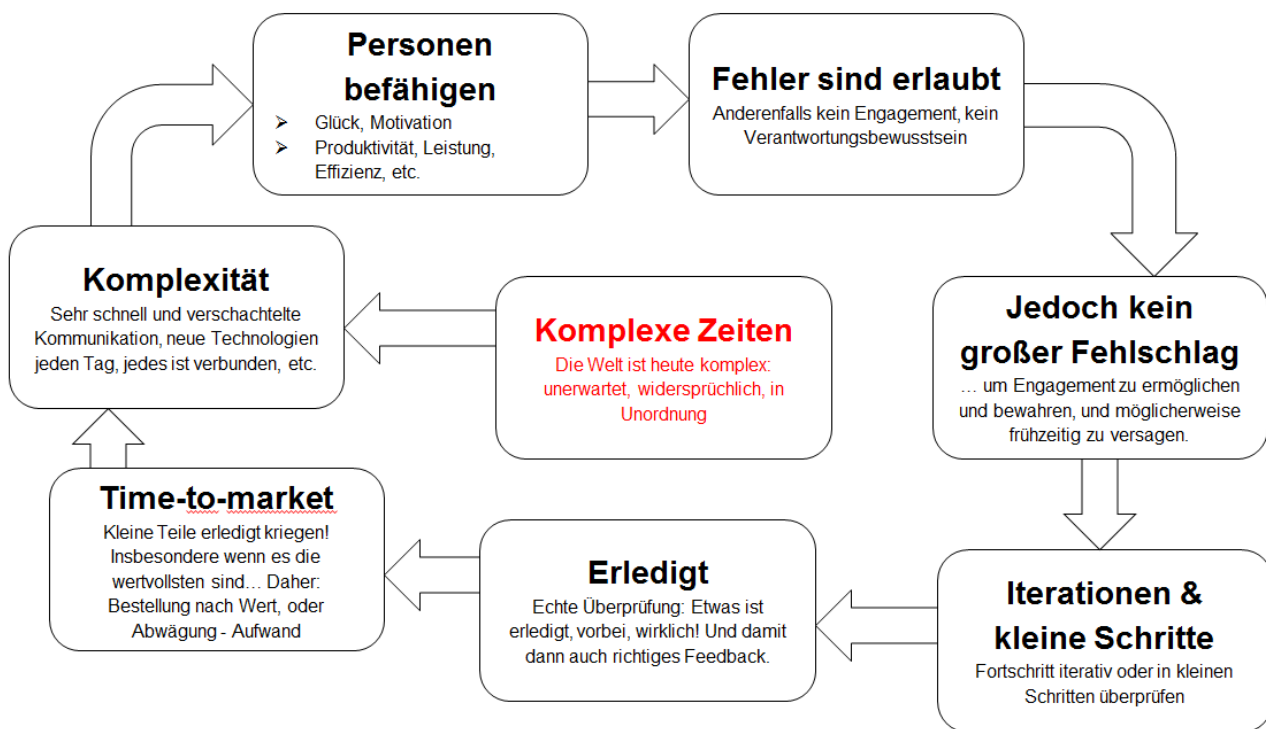 Personen
befähigen
➢ Glück, Motivation
➢ Produktivität, Leistung,
Effizienz, etc.
Fehler sind erlaubt
Anderenfalls kein Engagement, kein
Verantwortungsbewusstsein
Jedoch kein
großer Fehlschlag
… um Engagement zu ermöglichen
und bewahren, und möglicherweise
frühzeitig zu versagen.
Iterationen &
kleine Schritte
Fortschritt iterativ oder in kleinen
Schritten überprüfen
Erledigt
Echte Überprüfung: Etwas ist
erledigt, vorbei, wirklich! Und damit
dann auch richtiges Feedback.
Time-to-market
Kleine Teile erledigt kriegen!
Insbesondere wenn es die
wertvollsten sind… Daher:
Bestellung nach Wert, oder
Abwägung - Aufwand
Komplexität
Sehr schnell und verschachtelte
Kommunikation, neue Technologien
jeden Tag, jedes ist verbunden, etc.
Komplexe Zeiten
Die Welt ist heute komplex:
unerwartet, widersprüchlich, in
Unordnung